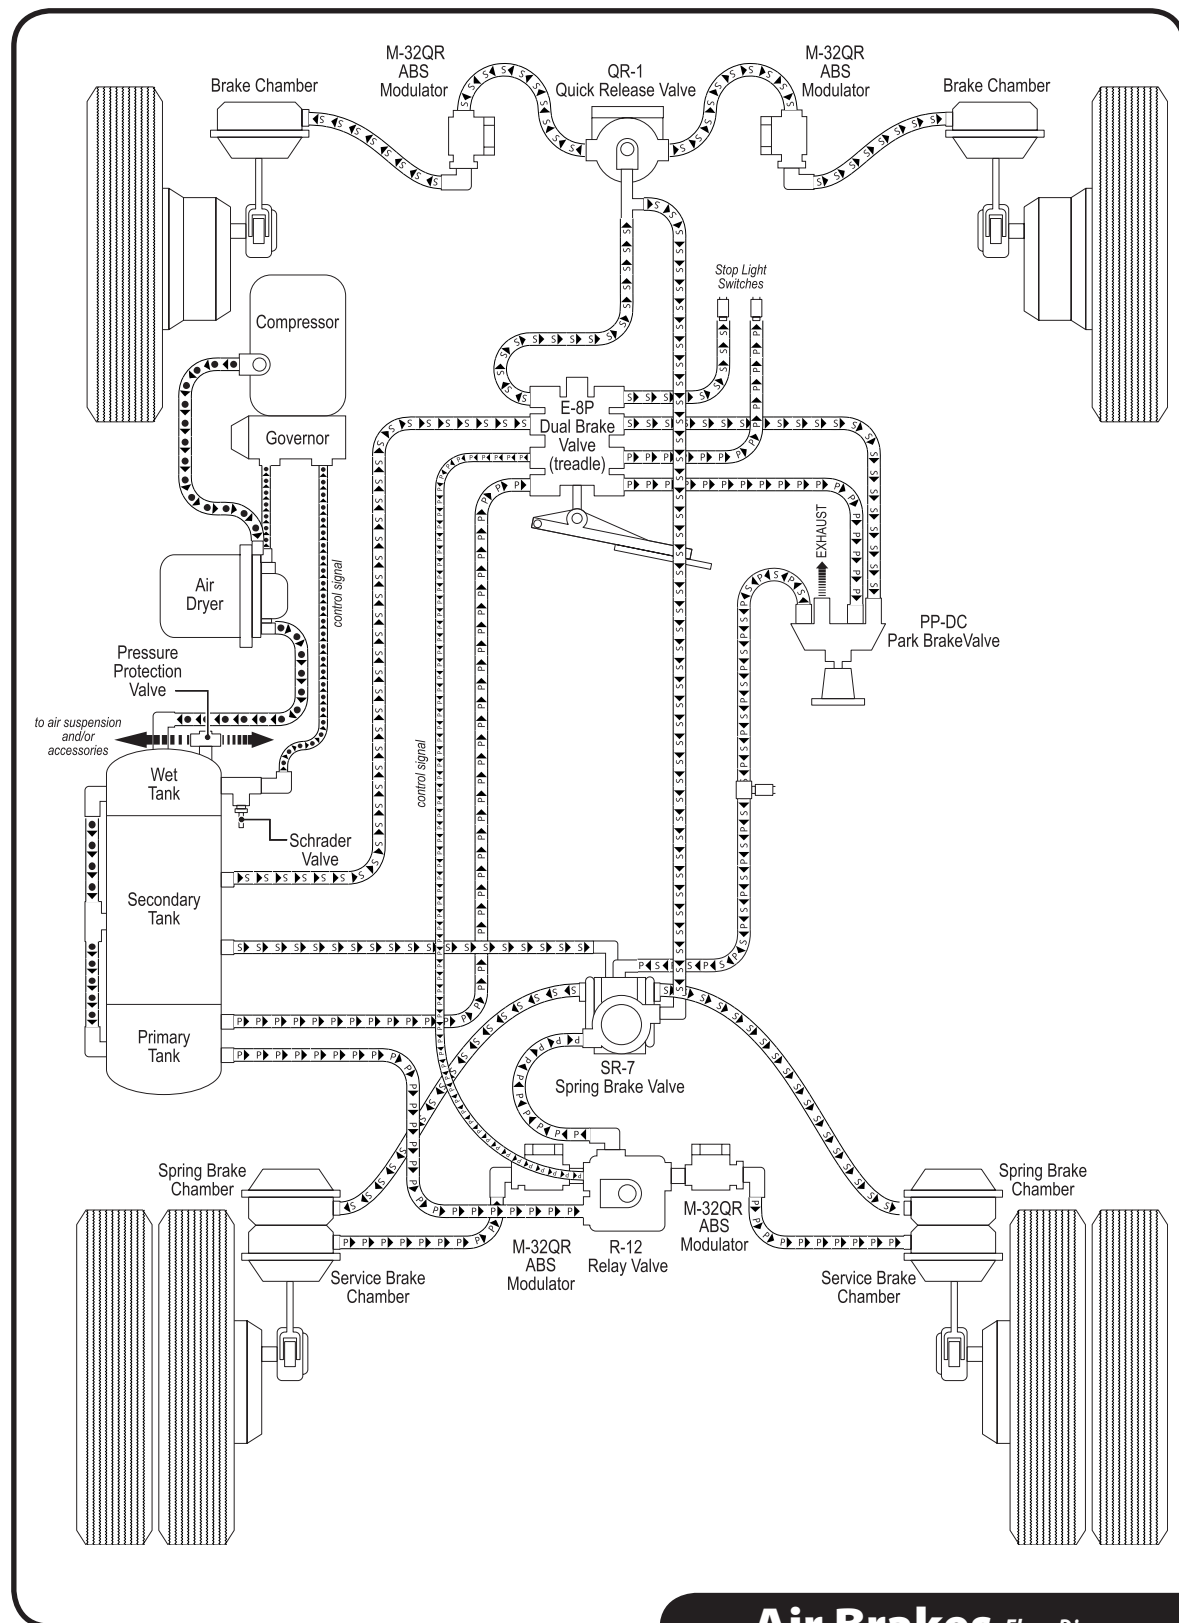 M-32QR
ABS
Modulator
QR-1
Quick Release Valve
M-32QR
ABS
Modulator
Brake Chamber
Brake Chamber
Stop Light
Switches
Compressor
Governor
E-8P
Dual Brake
Valve
(treadle)
EXHAUST
control signal
Air
Dryer
PP-DC
Park BrakeValve
Pressure
Protection
Valve
to air suspension
and/or
accessories
control signal
Wet
Tank
Schrader
Valve
Secondary
Tank
Primary
Tank
SR-7
Spring Brake Valve
Spring Brake
Chamber
Spring Brake
Chamber
M-32QR
ABS
Modulator
M-32QR
ABS
Modulator
R-12
Relay Valve
Service Brake
Chamber
Service Brake
Chamber
Air Brakes